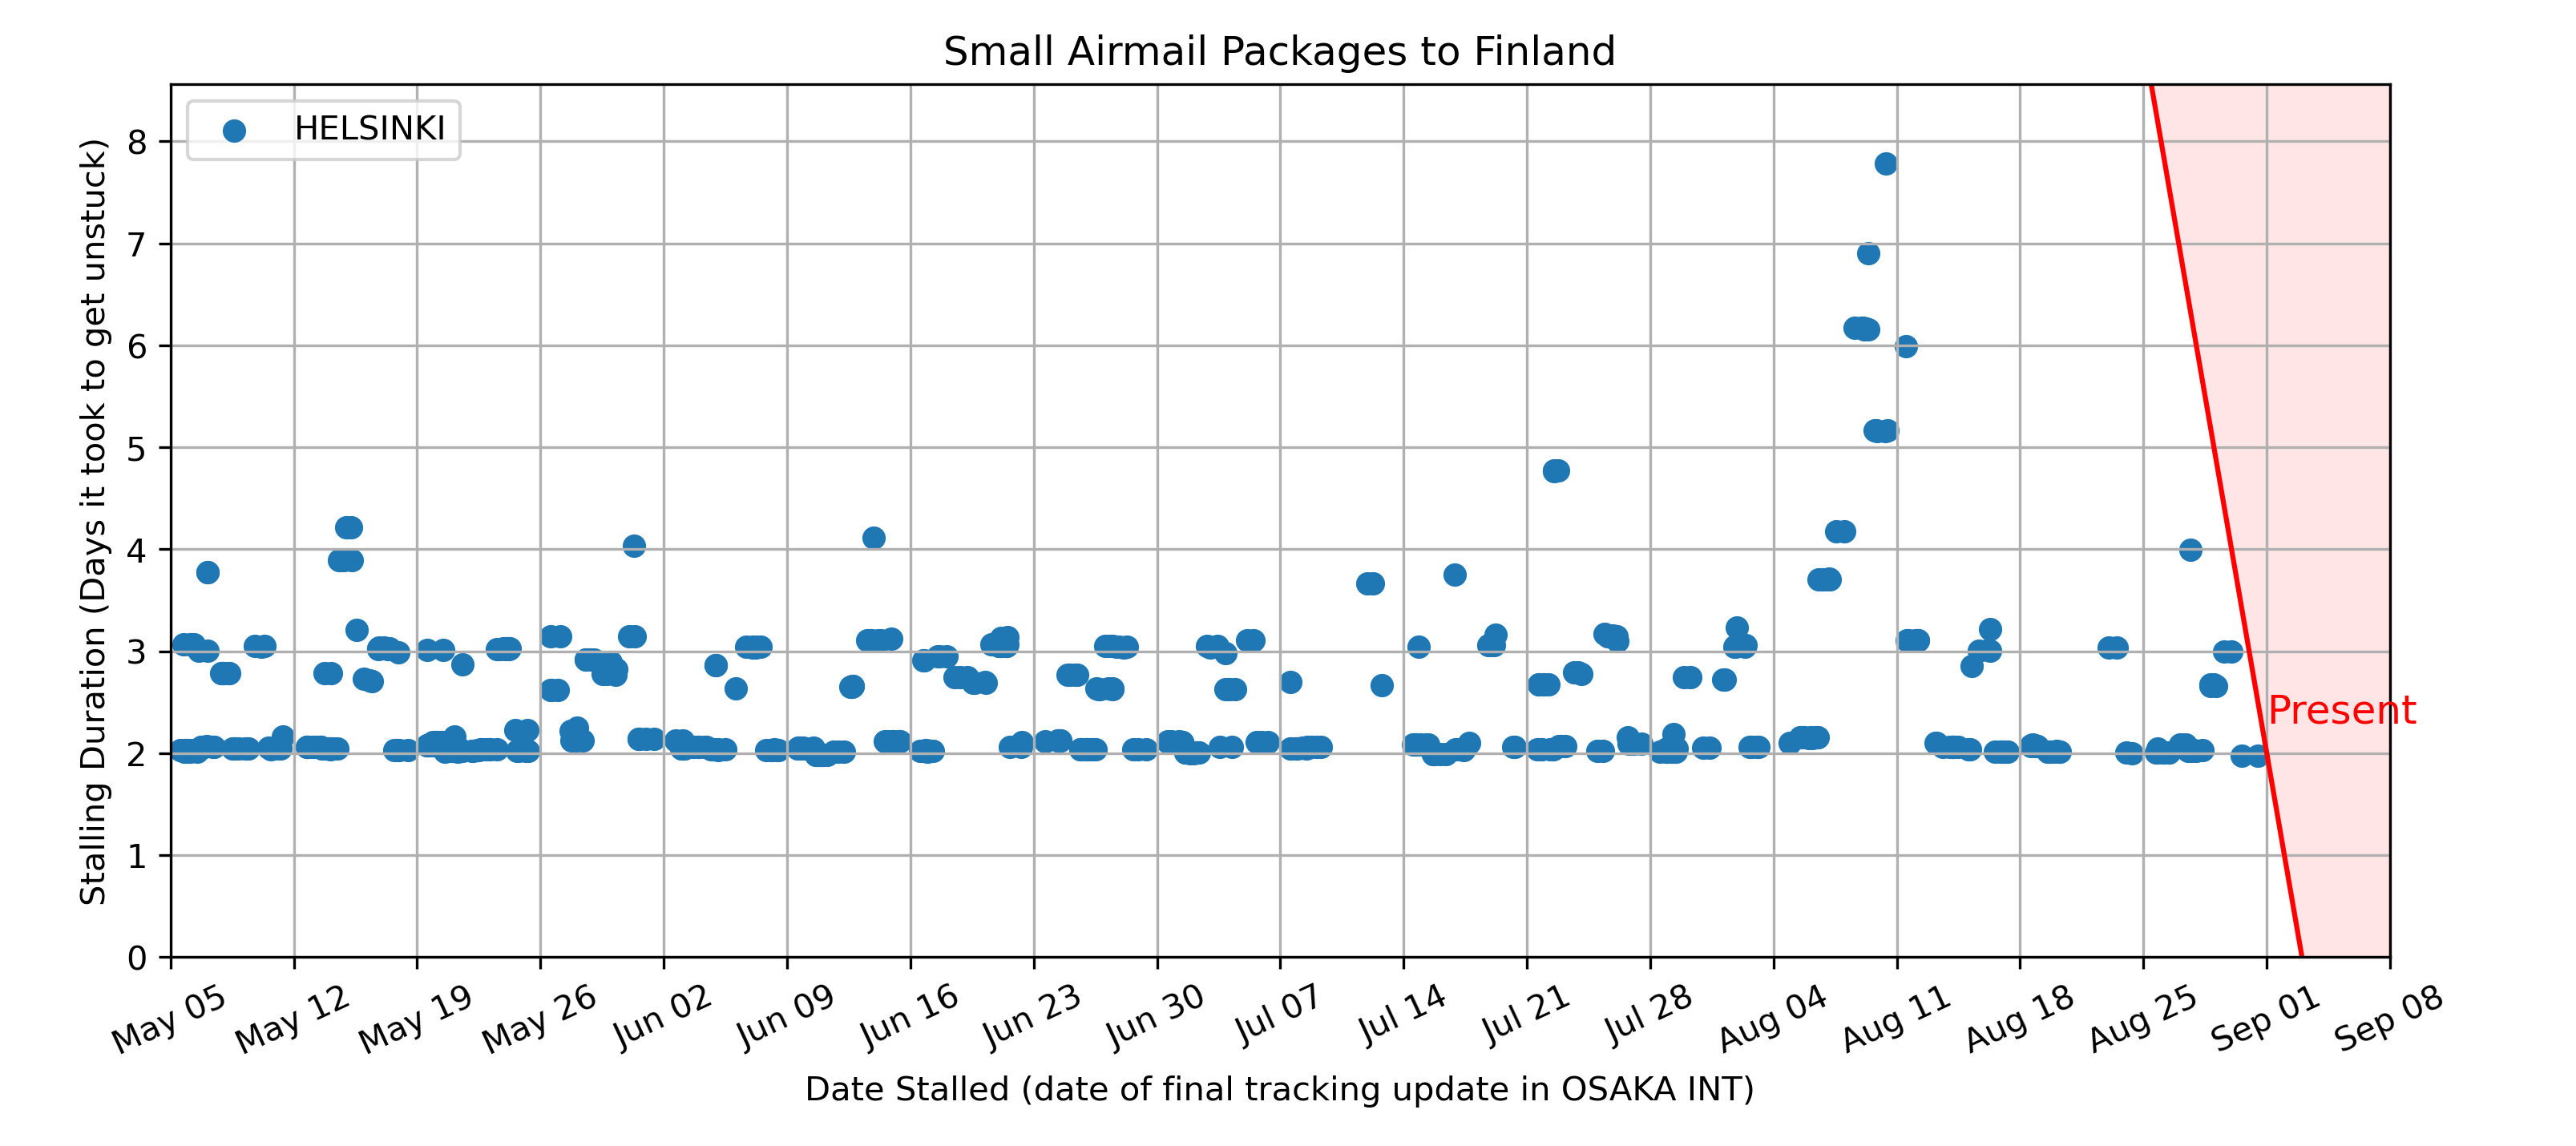 Small Airmail Packages to Finland
HELSINKI
Stalling Duration (Days it took to get unstuck)
8
7
6
5
4
3
2
1
0
Present
May 05 May 12 May 19 May 26 Jun 02 Jun 09 Jun 16 Jun 23 Jun 30 Jul 07 Jul 14 Jul 21 Jul 28 Aug 04 Aug 11 Aug 18 Aug 25 Sep 01 Sep 08
Date Stalled (date of final tracking update in OSAKA INT)